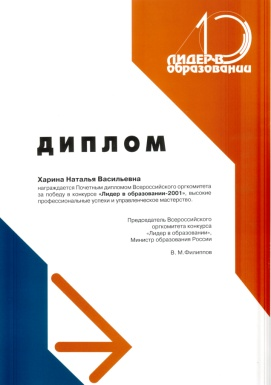 ЛИДЕР В
образовании
ДИПЛОМ
Харина Наталья Васильевна
награждается Почетным дипломом Всероссийского оргкомитета
за победу в конкурсе «Лидер в образовании-2001», высокие
профессиональные успехи и управленческое мастерство.
Председатель Всероссийского
оргкомитета конкурса
«Лидер в образовании»,
Министр образования России
В. М. Филиппов